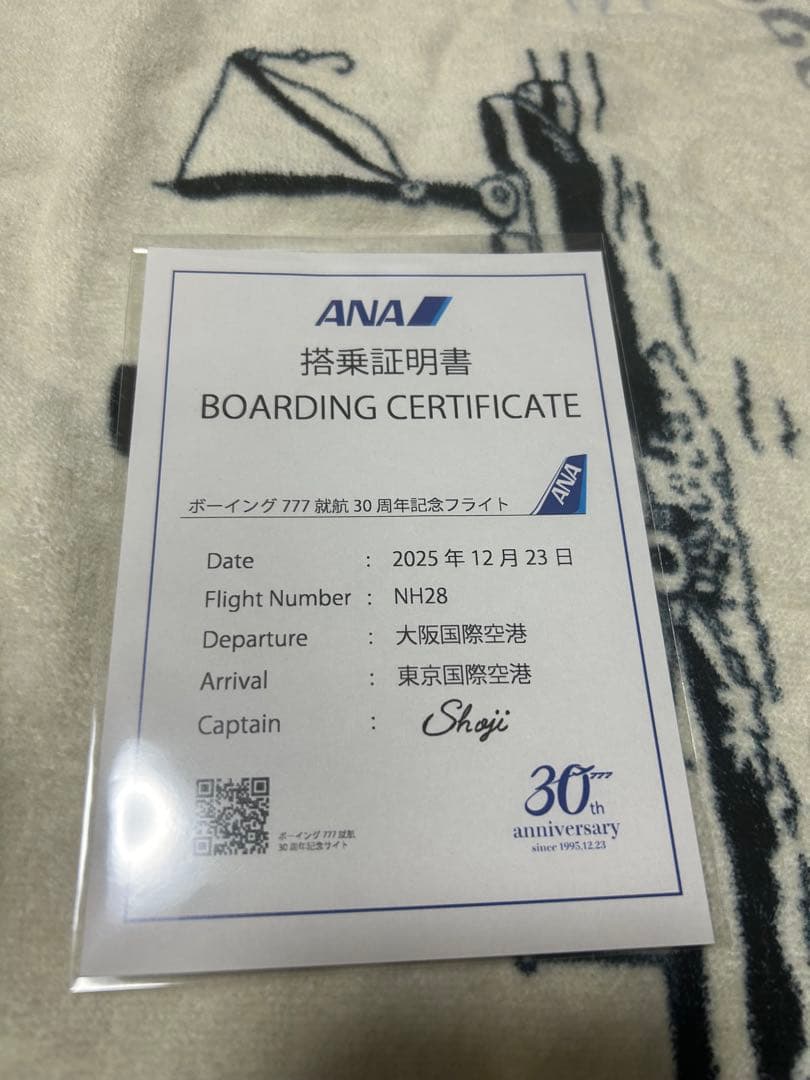 ANA
搭乗証明書
BOARDING CERTIFICATE
ANA
ボーイング 777 就航 30 周年記念フライト
Date : 2025 年 12 月 23 日
Flight Number : NH28
Departure : 大阪国際空港
Arrival : 東京国際空港
Captain : Shoji
ボーイング 777 就航
30 周年記念サイト
30th 777
anniversary
since 1995.12.23